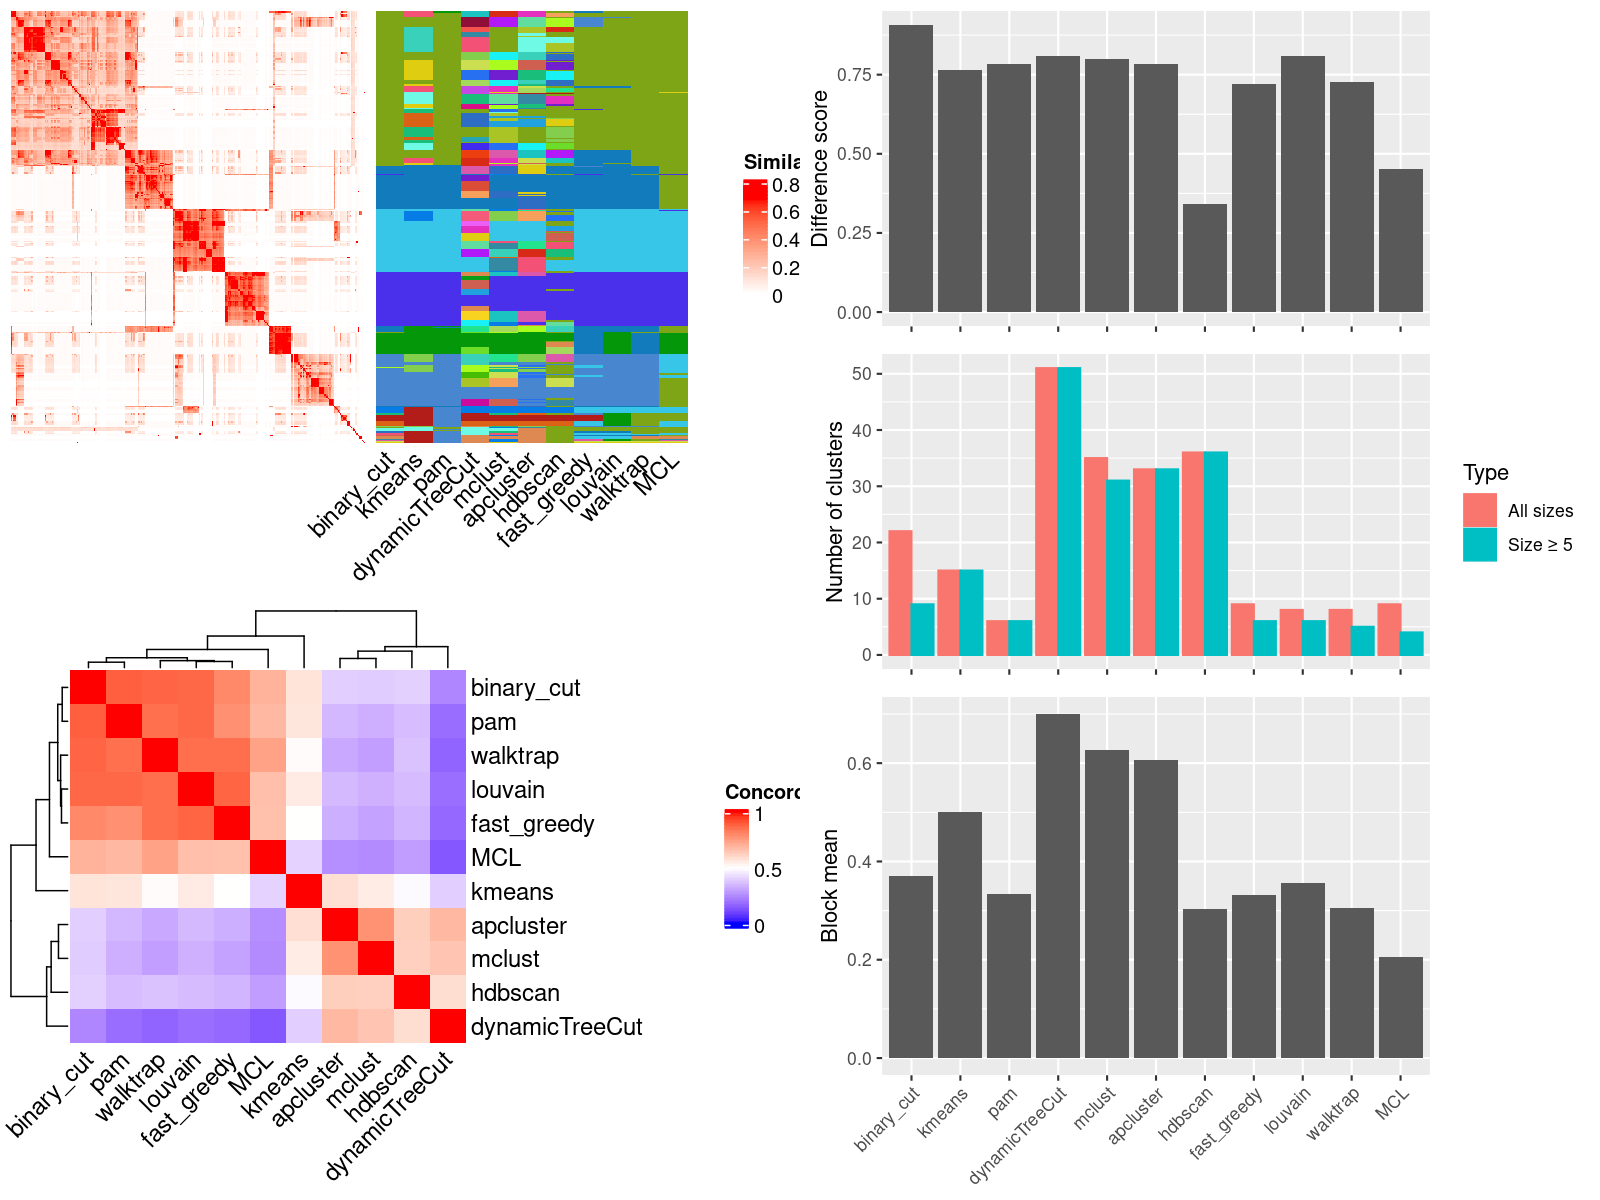 Simila
0.8
0.6
0.4
0.2
0
binary_cut
kmeans
pam
dynamicTreeCut
mclust
apcluster
hdbscan
fast_greedy
louvain
walktrap
MCL
binary_cut
pam
walktrap
louvain
fast_greedy
MCL
kmeans
apcluster
mclust
hdbscan
dynamicTreeCut
Concord
1
0.5
0
binary_cut
pam
walktrap
louvain
fast_greedy
MCL
kmeans
apcluster
mclust
hdbscan
dynamicTreeCut
Difference score
0.75
0.50
0.25
0.00
Number of clusters
50
40
30
20
10
0
Type
All sizes
Size ≥ 5
Block mean
0.6
0.4
0.2
0.0
binary_cut
kmeans
pam
dynamicTreeCut
mclust
apcluster
hdbscan
fast_greedy
louvain
walktrap
MCL